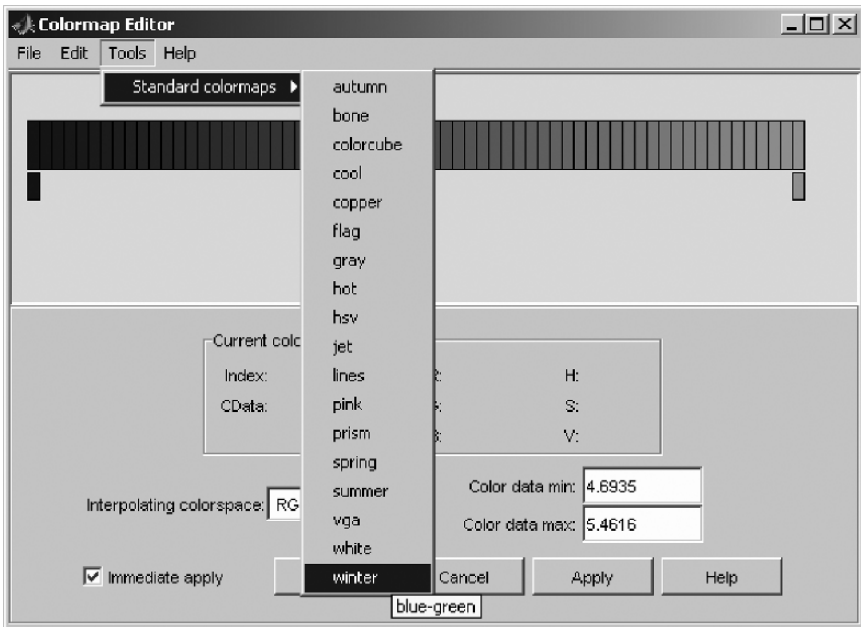 Colormap Editor
File Edit Tools Help
Standard colormaps
autumn
bone
colorcube
cool
copper
flag
gray
hot
hsv
jet
lines
pink
prism
spring
summer
vga
white
winter
blue-green
Index:
CData:
H:
S:
V:
Interpolating colorspace:
Color data min: 4.6935
Color data max: 5.4616
Immediate apply
Cancel
Apply
Help